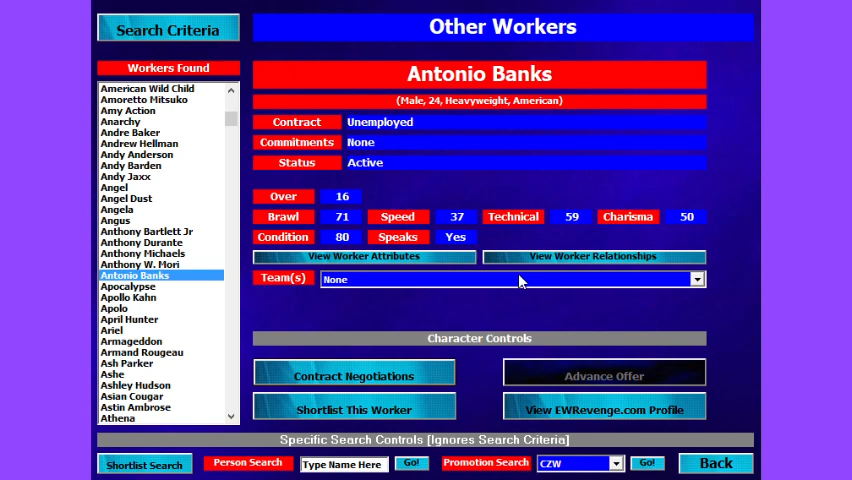 Search Criteria
Other Workers
Workers Found
American Wild Child
Amoretto Mitsuko
Amy Action
Anarchy
Andre Baker
Andrew Hellman
Andy Anderson
Andy Barden
Andy Jaxx
Angel
Angel Dust
Angela
Angus
Anthony Bartlett Jr
Anthony Durante
Anthony Michaels
Anthony W. Mori
Antonio Banks
Apocalypse
Apollo Kahn
Apolo
April Hunter
Ariel
Armageddon
Armand Rougeau
Ash Parker
Ashe
Ashley Hudson
Asian Cougar
Astin Ambrose
Athena
Antonio Banks
(Male, 24, Heavyweight, American)
Contract Unemployed
Commitments None
Status Active
Over 16
Brawl 71 Speed 37 Technical 59 Charisma 50
Condition 80 Speaks Yes
View Worker Attributes View Worker Relationships
Team(s) None
Character Controls
Contract Negotiations Advance Offer
Shortlist This Worker View EWRevenge.com Profile
Specific Search Controls [Ignores Search Criteria]
Shortlist Search Person Search Type Name Here Go! Promotion Search CZW Go! Back